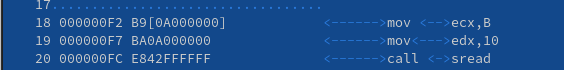 17..................................
18 000000F2 B9[0A000000] <------>mov <-->ecx,B
19 000000F7 BA0A000000 <------>mov<--->edx,10
20 000000FC E842FFFFFF <------>call <-->sread